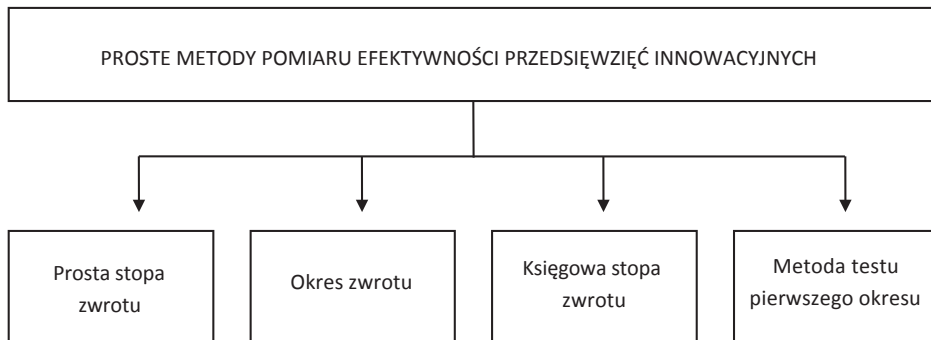 PROSTE METODY POMIARU EFEKTYWNOŚCI PRZEDSIĘWZIĘĆ INNOWACYJNYCH
Prosta stopa
zwrotu
Okres zwrotu
Księgowa stopa
zwrotu
Metoda testu
pierwszego okresu